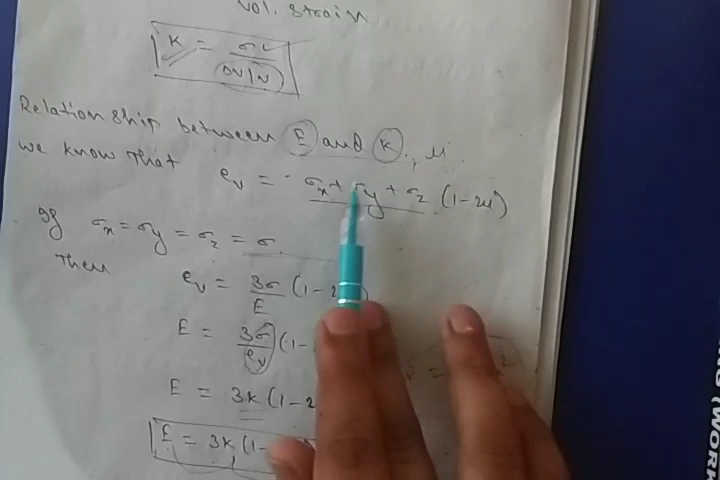 Vol. Strain
K = σv / (ΔV/V)
Relationship between E and K, μ.
we know that ev = σx + σy + σz (1-2μ)
If σx = σy = σz = σ.
Then
ev = 3σ/E (1-2
E = 3σ/ev (1-
E = 3K (1-2
E = 3K (1-